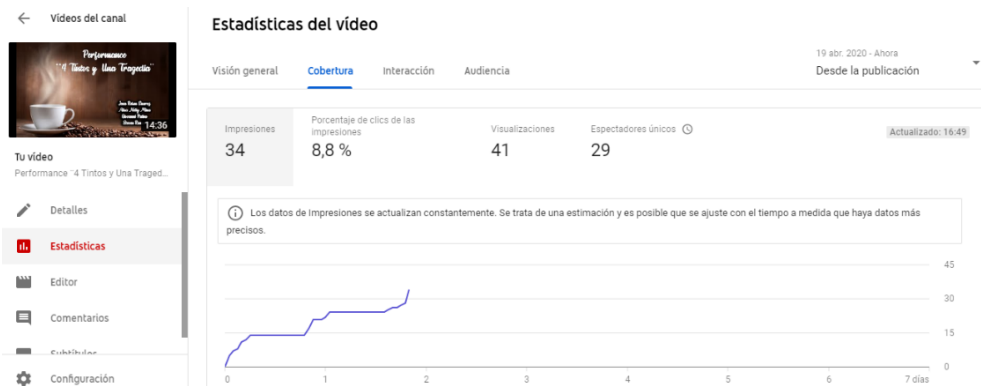 Vídeos del canal
Performance
¨4 Tintos y Una Tragedia¨
14:36
Tu vídeo
Performance ¨4 Tintos y Una Traged...
Detalles
Estadísticas
Editor
Comentarios
Subtítulos
Configuración
Estadísticas del vídeo
Visión general
Cobertura
Interacción
Audiencia
19 abr. 2020 - Ahora
Desde la publicación
Impresiones
34
Porcentaje de clics de las
impresiones
8,8 %
Visualizaciones
41
Espectadores únicos
29
Actualizado: 16:49
Los datos de Impresiones se actualizan constantemente. Se trata de una estimación y es posible que se ajuste con el tiempo a medida que haya datos más
precisos.
45
30
15
0
0 1 2 3 4 5 6 7 días